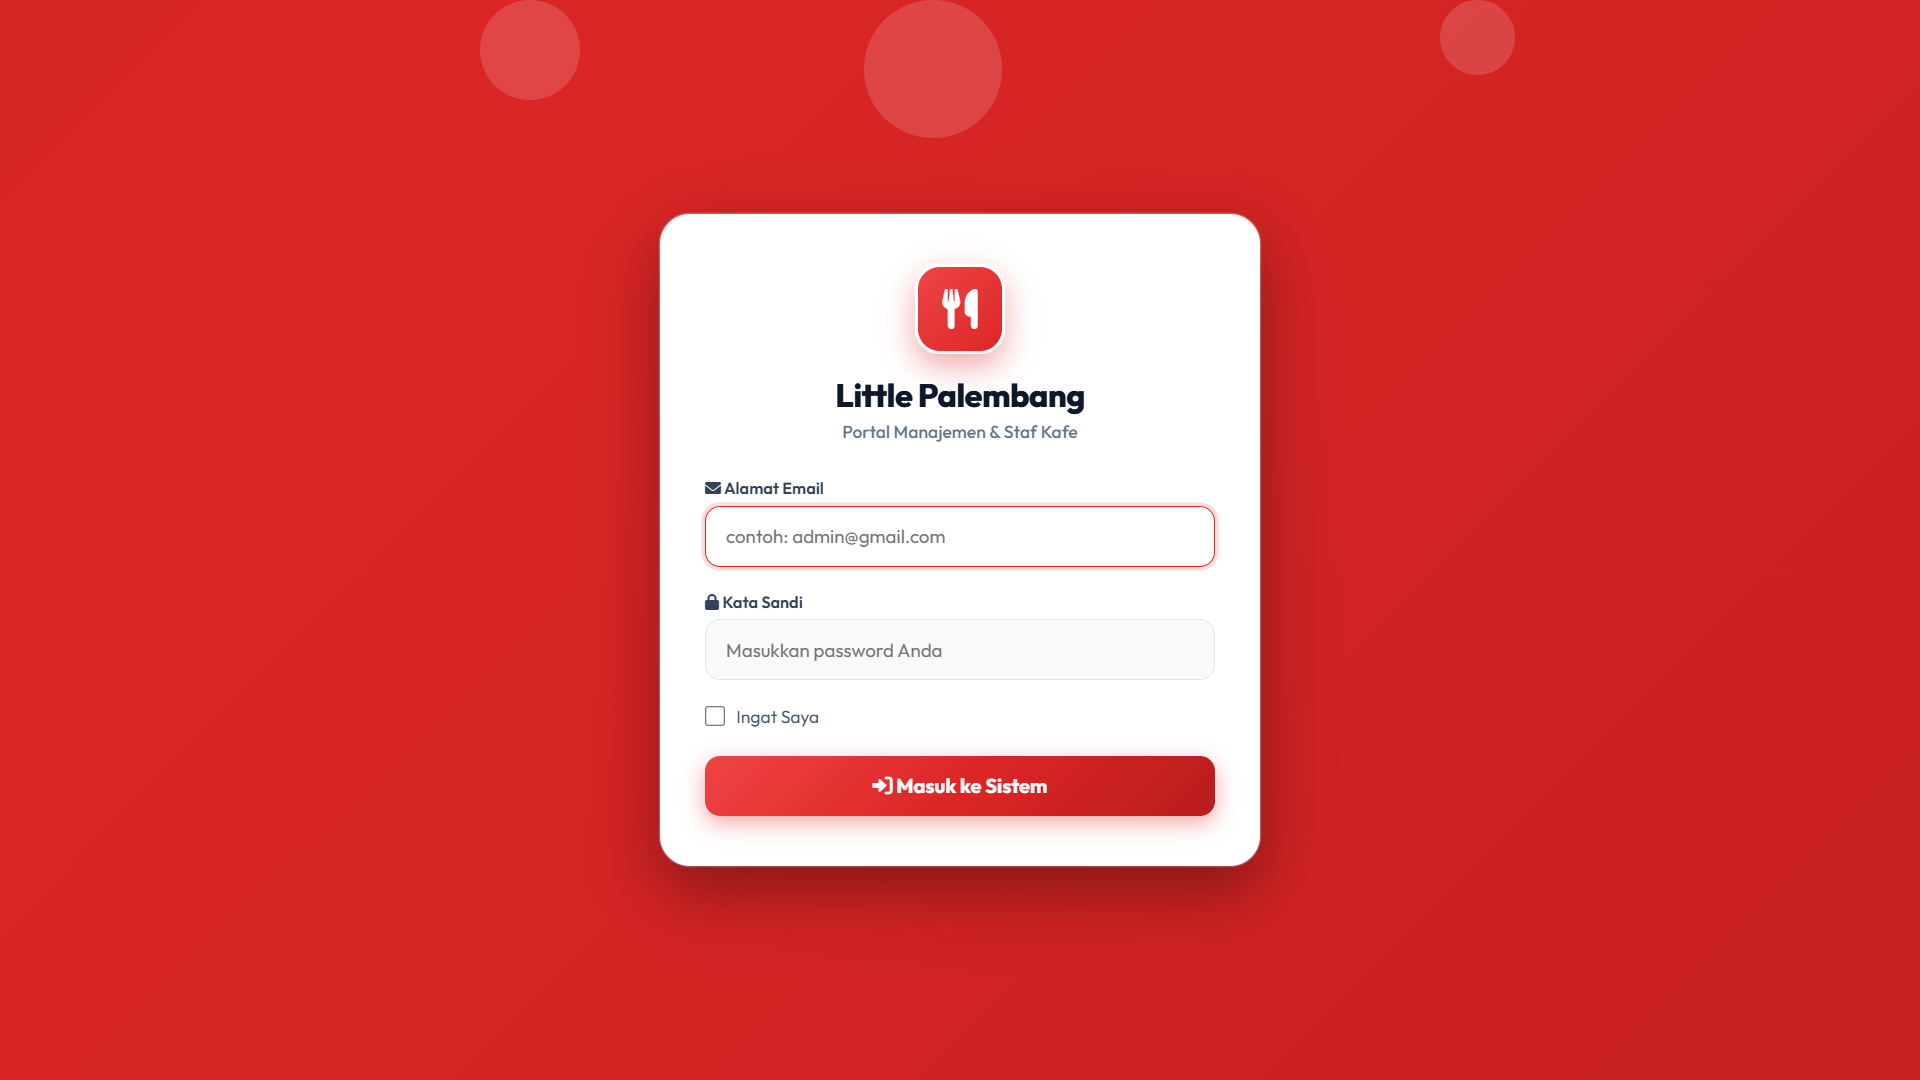 Little Palembang
Portal Manajemen & Staf Kafe
Alamat Email
contoh: admin@gmail.com
Kata Sandi
Masukkan password Anda
Ingat Saya
Masuk ke Sistem